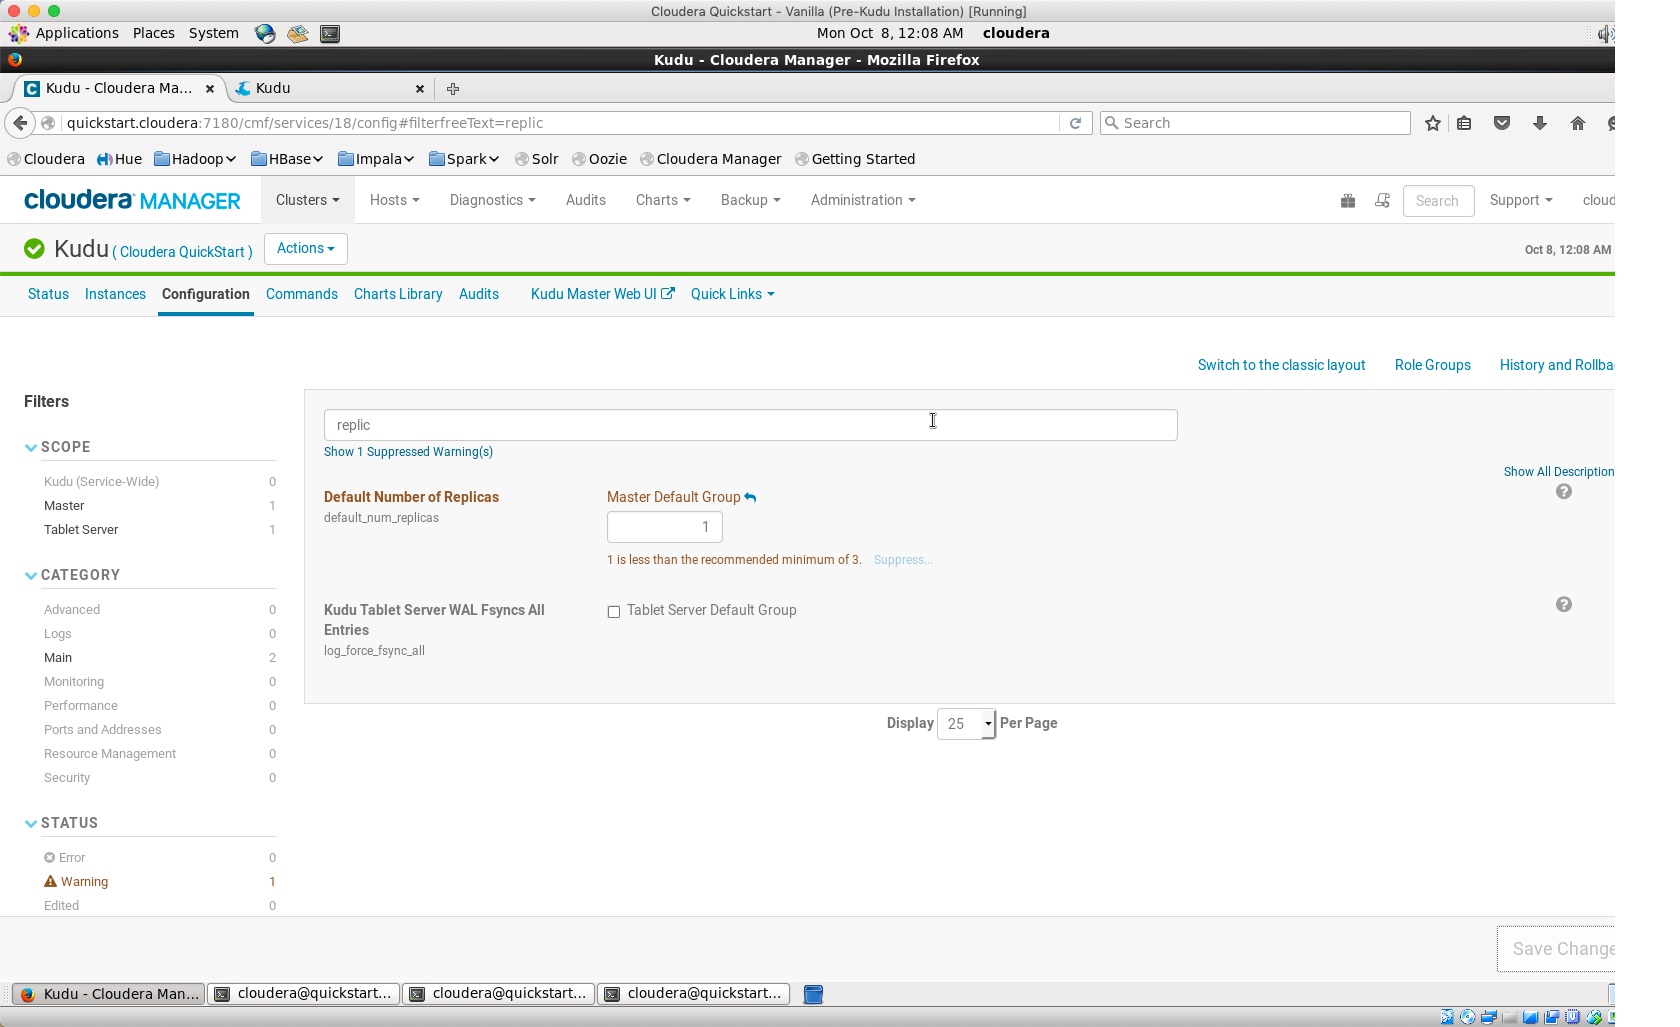 Cloudera Quickstart - Vanilla (Pre-Kudu Installation) [Running]
Applications Places System Mon Oct 8, 12:08 AM cloudera
Kudu - Cloudera Manager - Mozilla Firefox
Kudu - Cloudera Ma... Kudu
quickstart.cloudera:7180/cmf/services/18/config#filterfreeText=replic Search
Cloudera Hue Hadoop HBase Impala Spark Solr Oozie Cloudera Manager Getting Started
cloudera MANAGER Clusters Hosts Diagnostics Audits Charts Backup Administration Search Support cloud
Kudu ( Cloudera QuickStart ) Actions Oct 8, 12:08 AM
Status Instances Configuration Commands Charts Library Audits Kudu Master Web UI Quick Links
Switch to the classic layout Role Groups History and Rollba
Filters
replic
SCOPE
Show 1 Suppressed Warning(s)
Show All Description
Kudu (Service-Wide) 0
Master 1
Tablet Server 1
Default Number of Replicas Master Default Group
default_num_replicas
1
1 is less than the recommended minimum of 3. Suppress...
CATEGORY
Advanced 0
Logs 0
Main 2
Monitoring 0
Performance 0
Ports and Addresses 0
Resource Management 0
Security 0
Kudu Tablet Server WAL Fsyncs All Tablet Server Default Group
Entries
log_force_fsync_all
Display 25 Per Page
STATUS
Error 0
Warning 1
Edited 0
Save Change
Kudu - Cloudera Man... cloudera@quickstart... cloudera@quickstart... cloudera@quickstart...